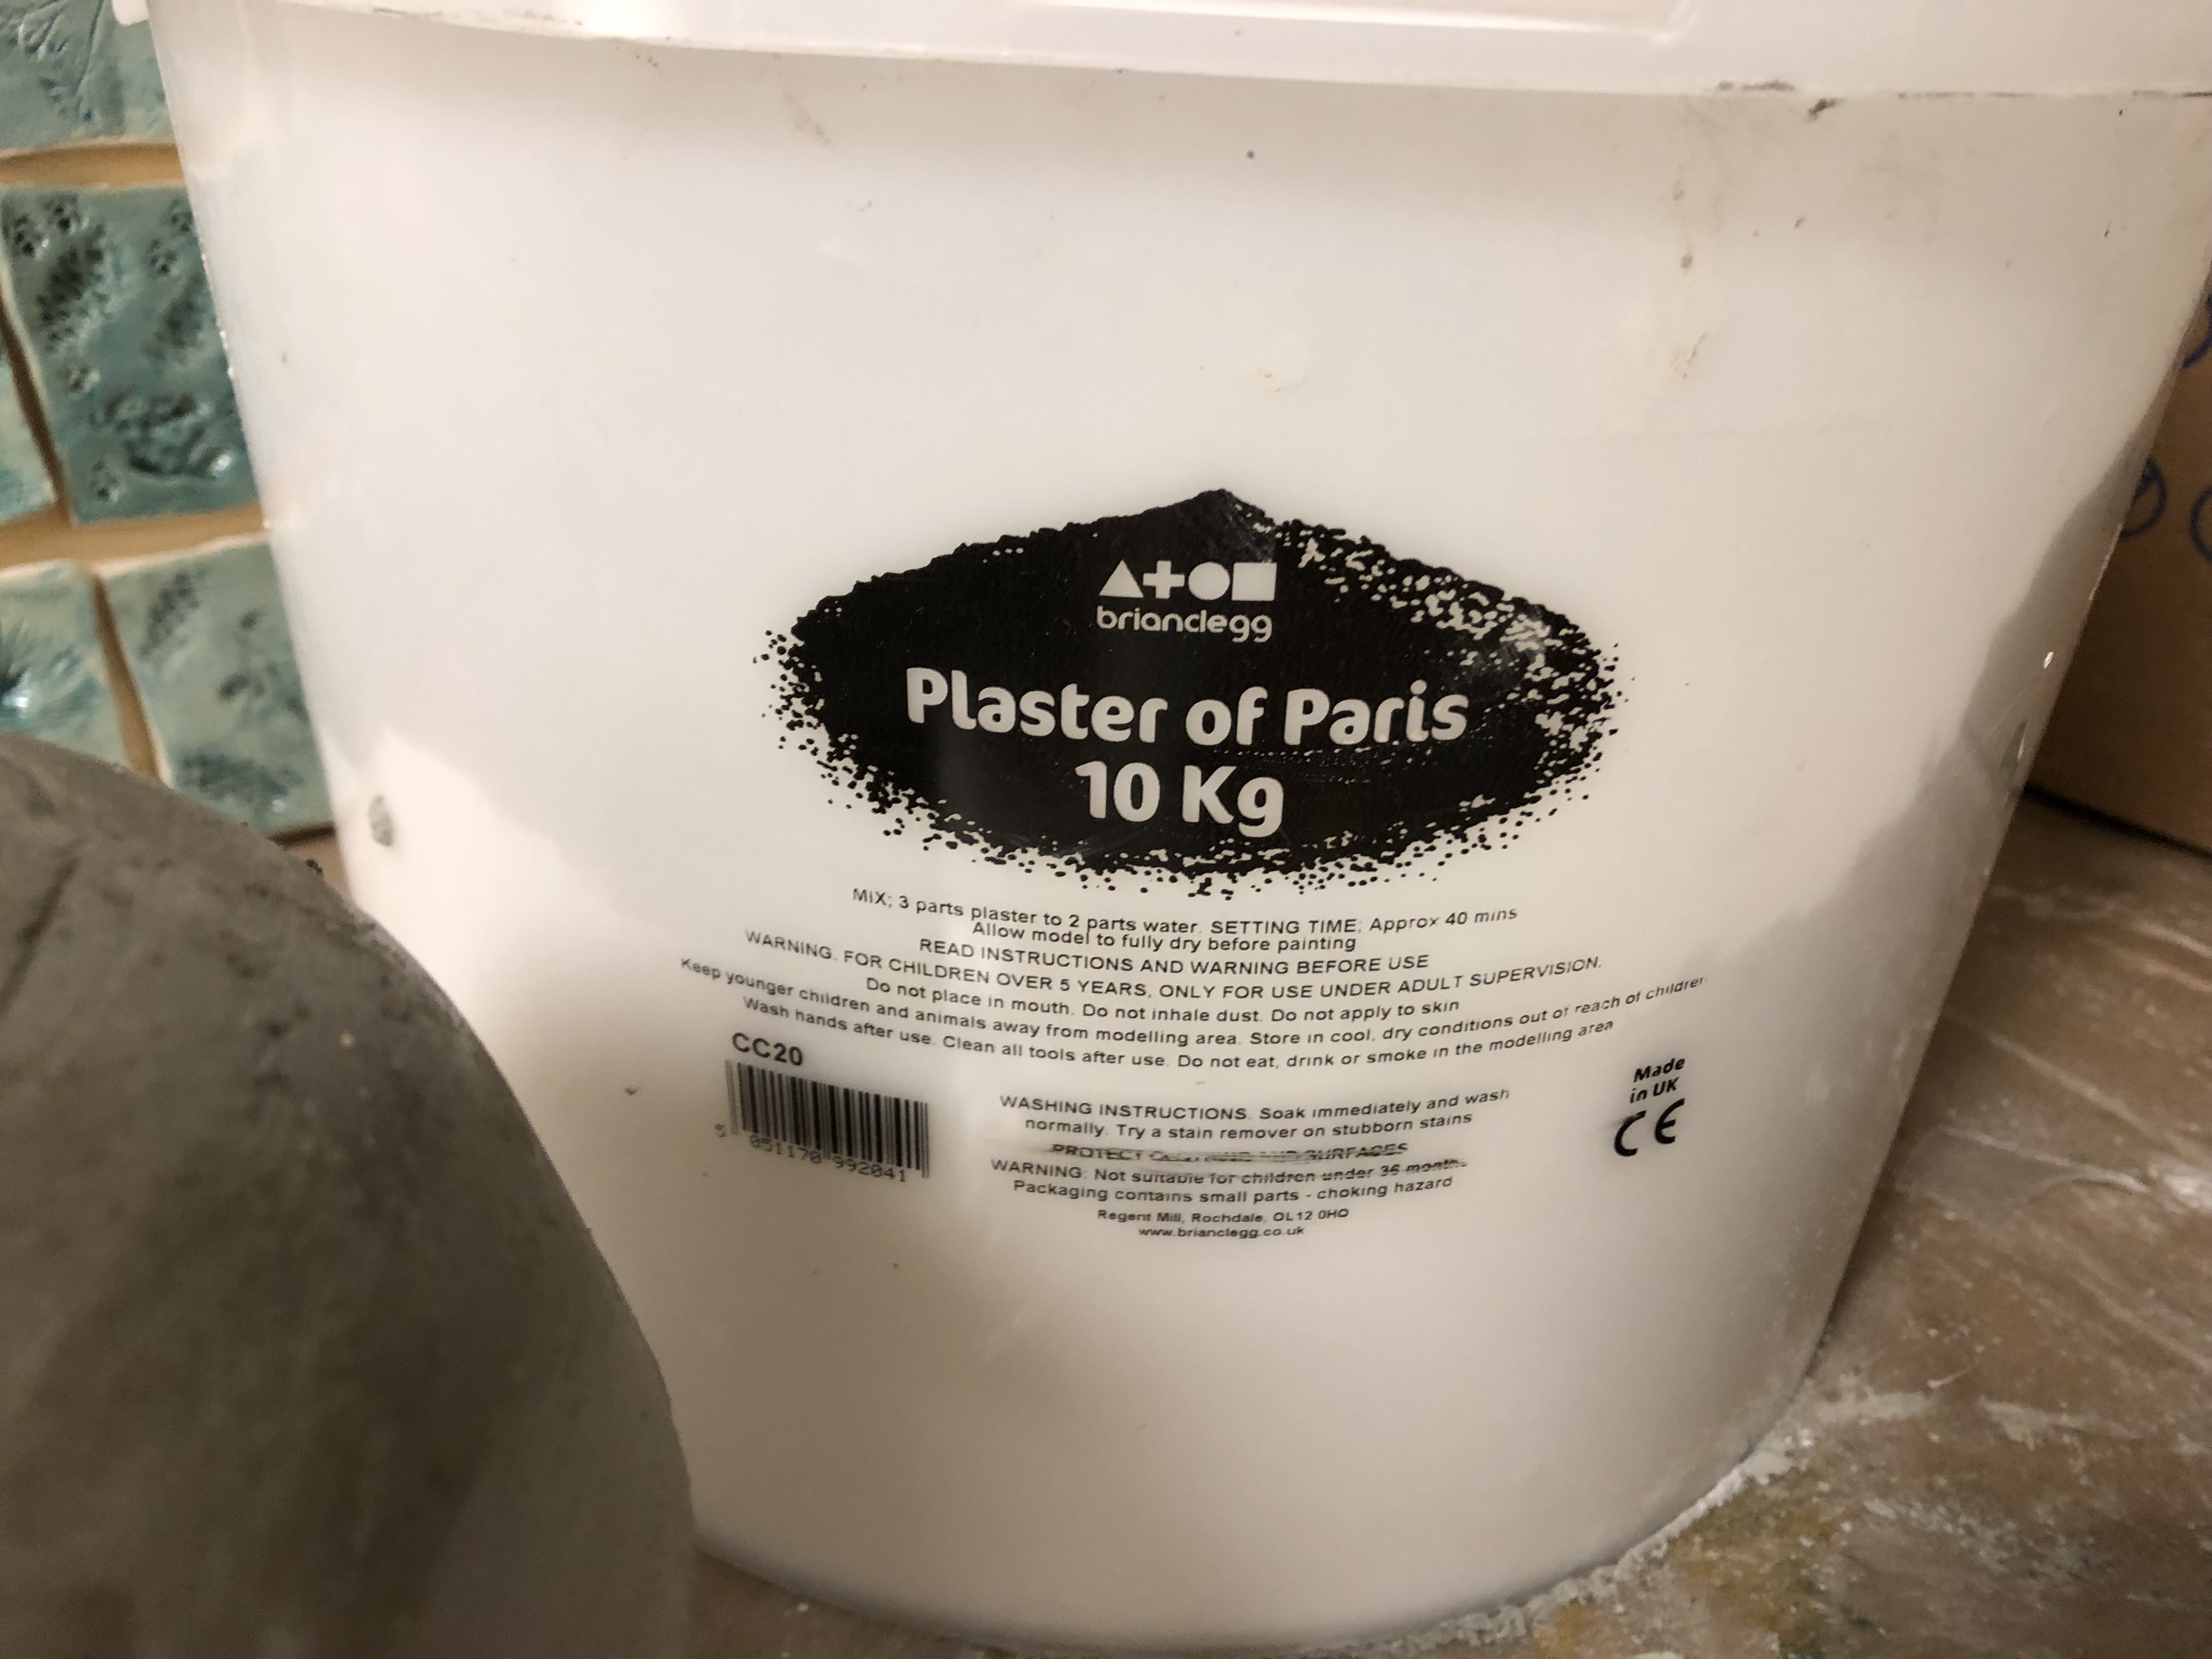 brianclegg
Plaster of Paris
10 Kg
MIX; 3 parts plaster to 2 parts water. SETTING TIME; Approx 40 mins
Allow model to fully dry before painting
READ INSTRUCTIONS AND WARNING BEFORE USE
WARNING. FOR CHILDREN OVER 5 YEARS, ONLY FOR USE UNDER ADULT SUPERVISION.
Do not place in mouth. Do not inhale dust. Do not apply to skin
Keep younger children and animals away from modelling area. Store in cool, dry conditions out of reach of children
Wash hands after use. Clean all tools after use. Do not eat, drink or smoke in the modelling area
CC20
5 051170 992041
WASHING INSTRUCTIONS. Soak immediately and wash
normally. Try a stain remover on stubborn stains
PROTECT AND SURFACES
WARNING: Not suitable for children under 36 months
Packaging contains small parts - choking hazard
Regent Mill, Rochdale, OL12 0HQ
www.brianclegg.co.uk
Made
in UK
CE